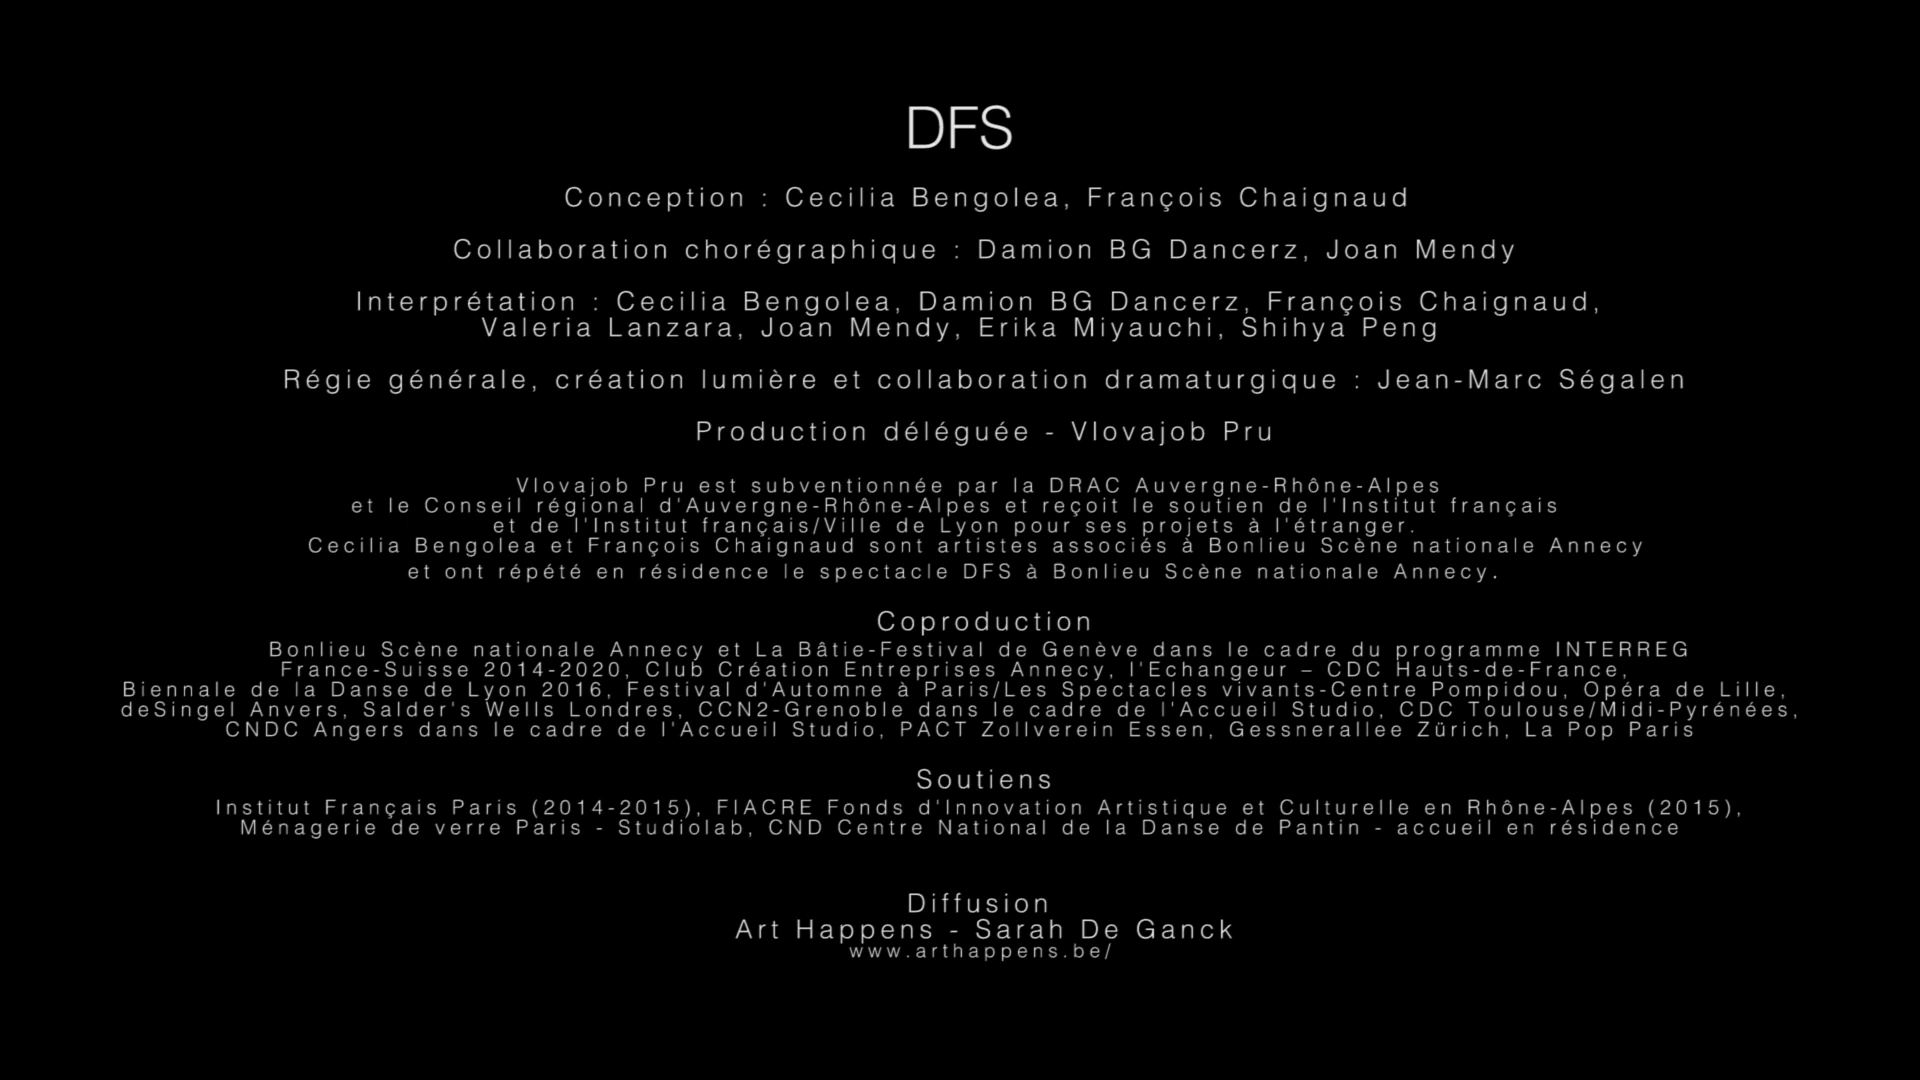 DFS
Conception : Cecilia Bengolea, François Chaignaud
Collaboration chorégraphique : Damion BG Dancerz, Joan Mendy
Interprétation : Cecilia Bengolea, Damion BG Dancerz, François Chaignaud,
Valeria Lanzara, Joan Mendy, Erika Miyauchi, Shihya Peng
Régie générale, création lumière et collaboration dramaturgique : Jean-Marc Ségalen
Production déléguée - Vlovajob Pru
Vlovajob Pru est subventionnée par la DRAC Auvergne-Rhône-Alpes
et le Conseil régional d'Auvergne-Rhône-Alpes et reçoit le soutien de l'Institut français
et de l'Institut français/Ville de Lyon pour ses projets à l'étranger.
Cecilia Bengolea et François Chaignaud sont artistes associés à Bonlieu Scène nationale Annecy
et ont répété en résidence le spectacle DFS à Bonlieu Scène nationale Annecy.
Coproduction
Bonlieu Scène nationale Annecy et La Bâtie-Festival de Genève dans le cadre du programme INTERREG
France-Suisse 2014-2020, Club Création Entreprises Annecy, l'Echangeur – CDC Hauts-de-France,
Biennale de la Danse de Lyon 2016, Festival d'Automne à Paris/Les Spectacles vivants-Centre Pompidou, Opéra de Lille,
deSingel Anvers, Salder's Wells Londres, CCN2-Grenoble dans le cadre de l'Accueil Studio, CDC Toulouse/Midi-Pyrénées,
CNDC Angers dans le cadre de l'Accueil Studio, PACT Zollverein Essen, Gessnerallee Zürich, La Pop Paris
Soutiens
Institut Français Paris (2014-2015), FIACRE Fonds d'Innovation Artistique et Culturelle en Rhône-Alpes (2015),
Ménagerie de verre Paris - Studiolab, CND Centre National de la Danse de Pantin - accueil en résidence
Diffusion
Art Happens - Sarah De Ganck
www.arthappens.be/